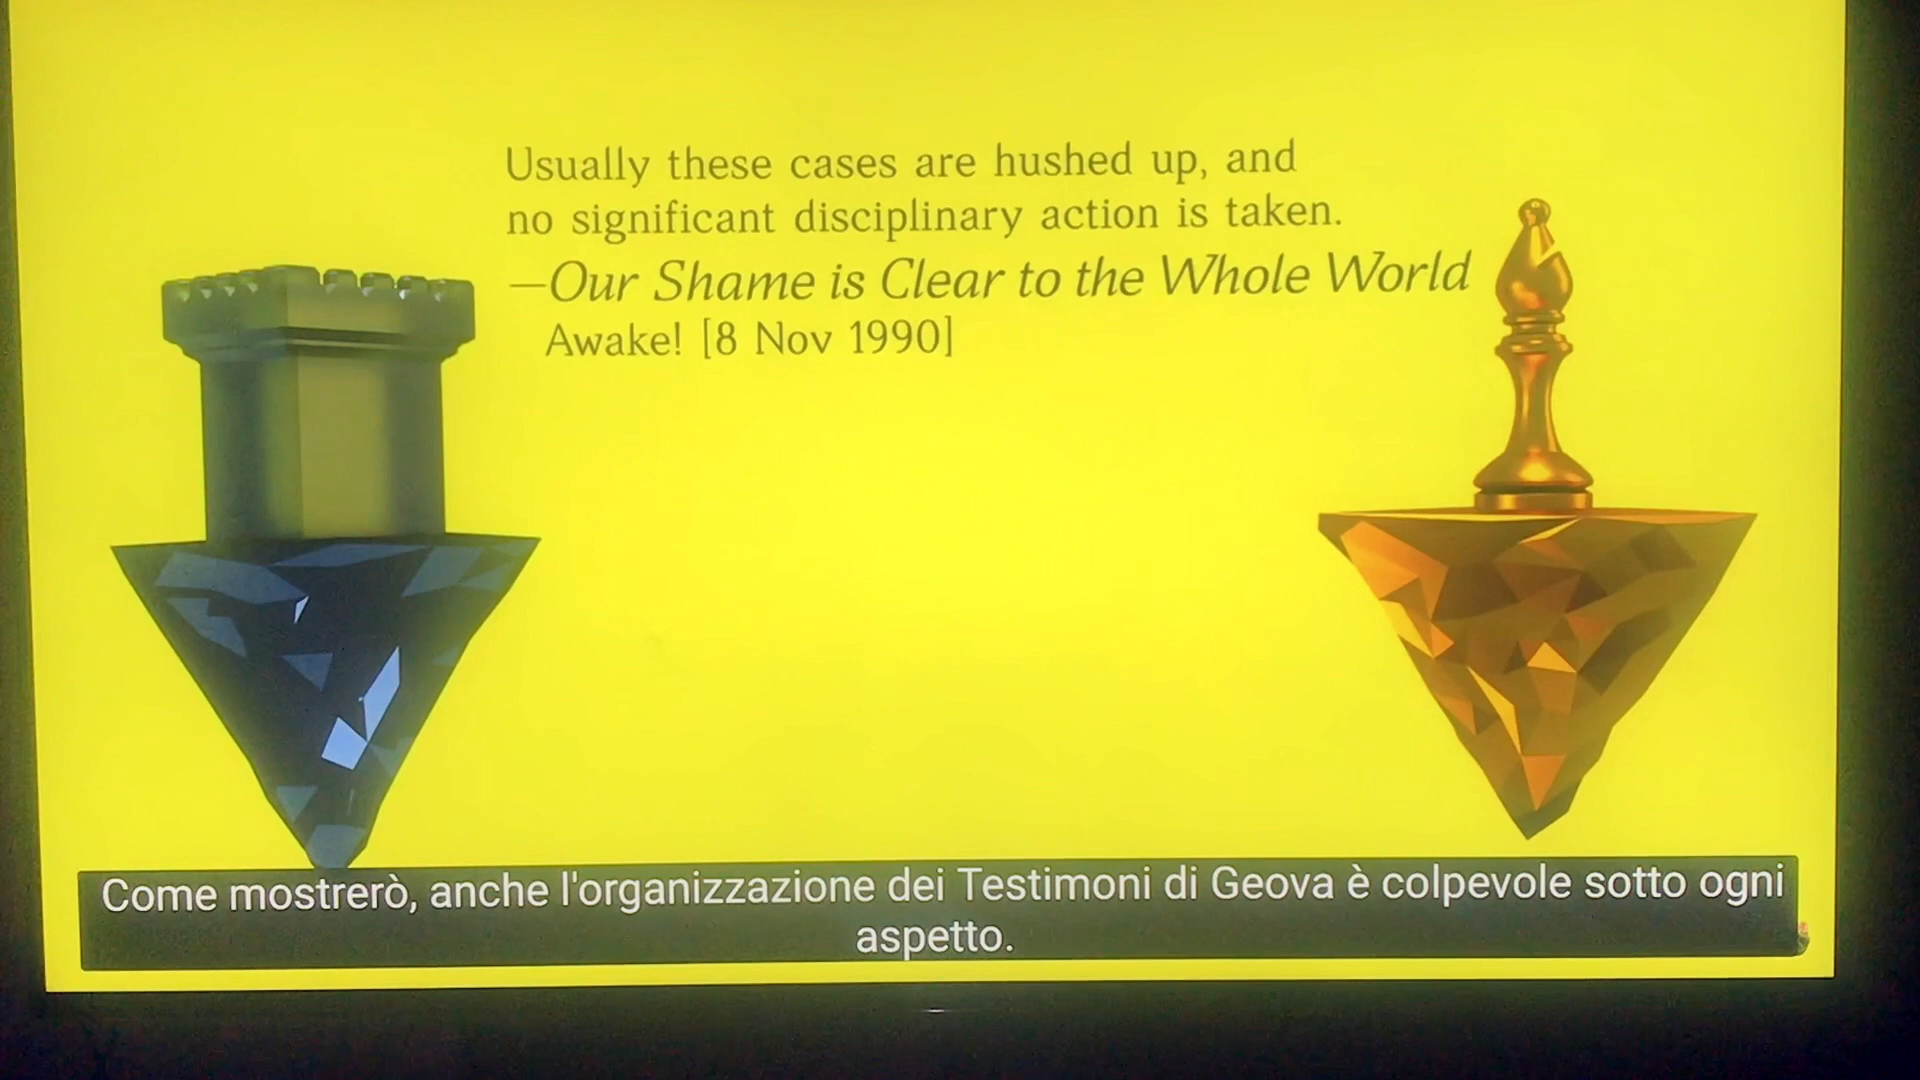 Usually these cases are hushed up, and
no significant disciplinary action is taken.
—Our Shame is Clear to the Whole World
Awake! [8 Nov 1990]
Come mostrerò, anche l'organizzazione dei Testimoni di Geova è colpevole sotto ogni
aspetto.